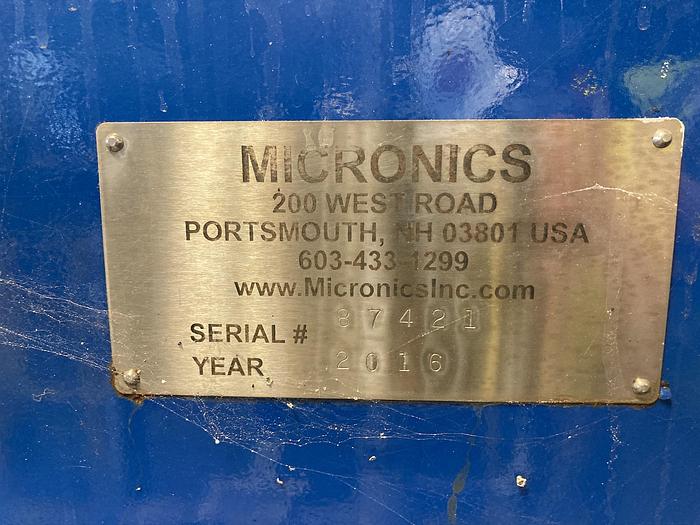 MICRONICS
200 WEST ROAD
PORTSMOUTH, NH 03801 USA
603-433-1299
www.MicronicsInc.com
SERIAL # 87421
YEAR 2016